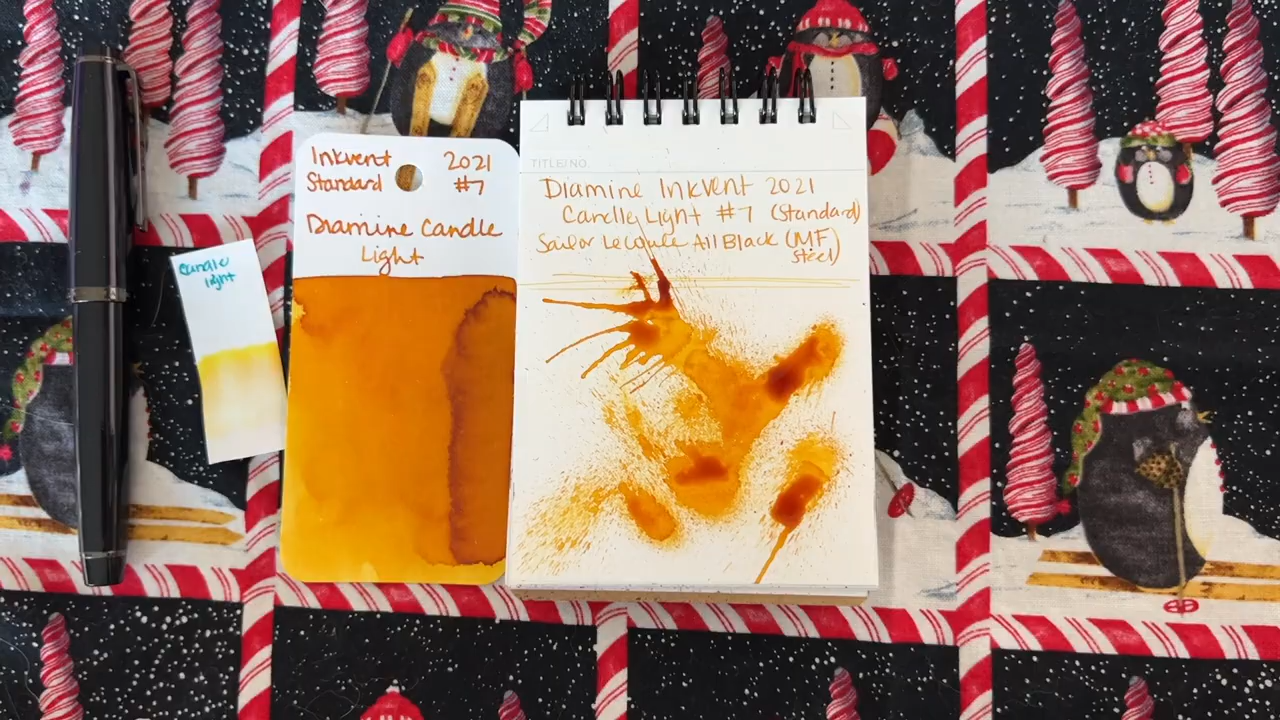 Inkvent 2021
Standard #7
Diamine Candle
Light
Candle
light
TITLE/NO.
Diamine Inkvent 2021
Candle Light #7 (Standard)
Sailor Lecoule All Black (MF,
Steel)